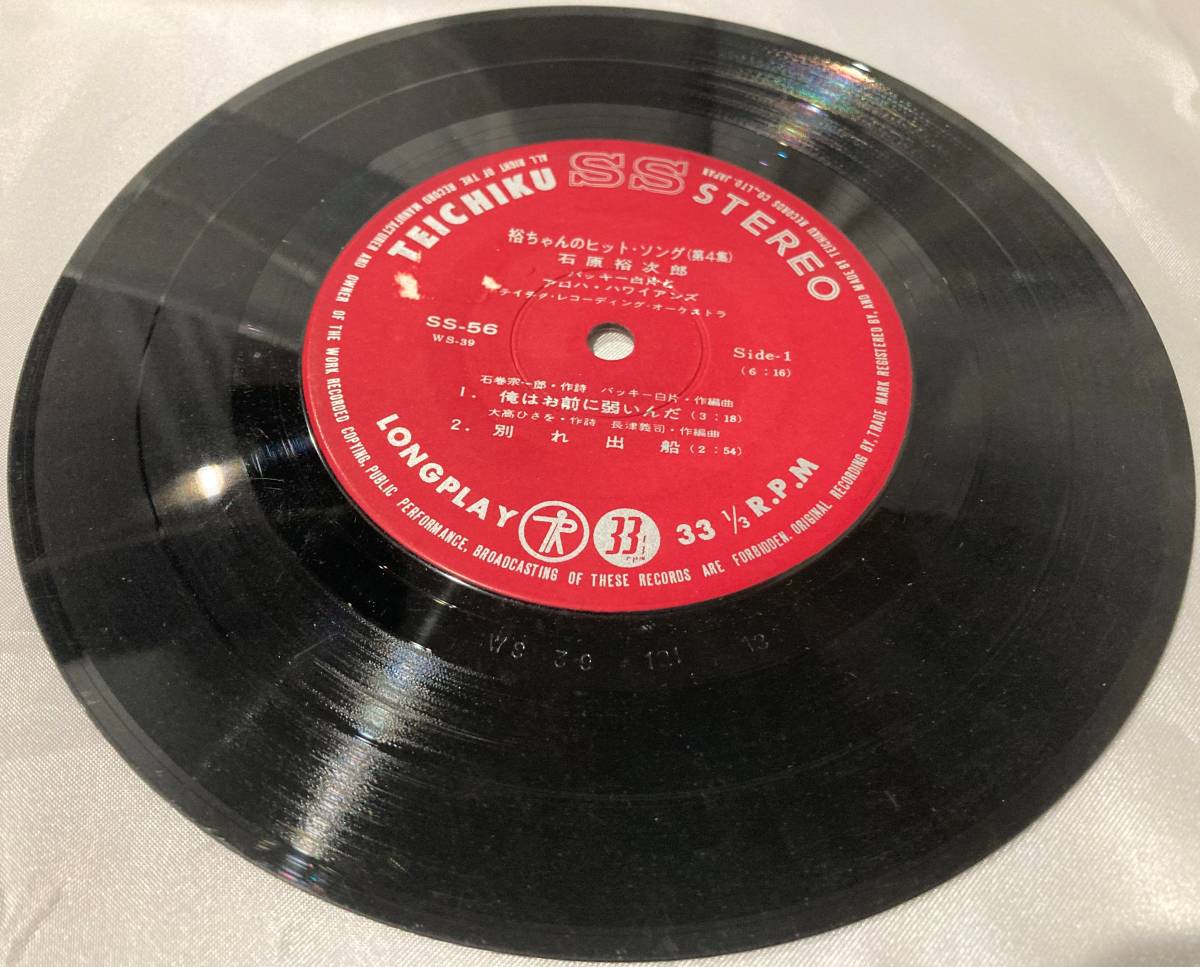 TEICHIKU SS STEREO
裕ちゃんのヒット・ソング(第4集)
石原裕次郎
バッキー白片と
アロハ・ハワイアンズ
テイチク・レコーディング・オーケストラ
SS-56
WS-39
Side-1
(6:16)
石巻宗一郎・作詩 バッキー白片・作編曲
1. 俺はお前に弱いんだ(3:18)
大高ひさを・作詩 長津義司・作編曲
2. 別れ出船(2:54)
LONGPLAY
33
rpm
33 1/3 R.P.M
ALL RIGHT OF THE RECORD MANUFACTURER AND OWNER OF THE WORK RECORDED COPYING, PUBLIC PERFORMANCE, BROADCASTING OF THESE RECORDS ARE FORBIDDEN. ORIGINAL RECORDING BY, TRADE MARK REGISTERED BY, AND MADE BY TEICHIKU RECORDS CO.,LTD. JAPAN
WS 39